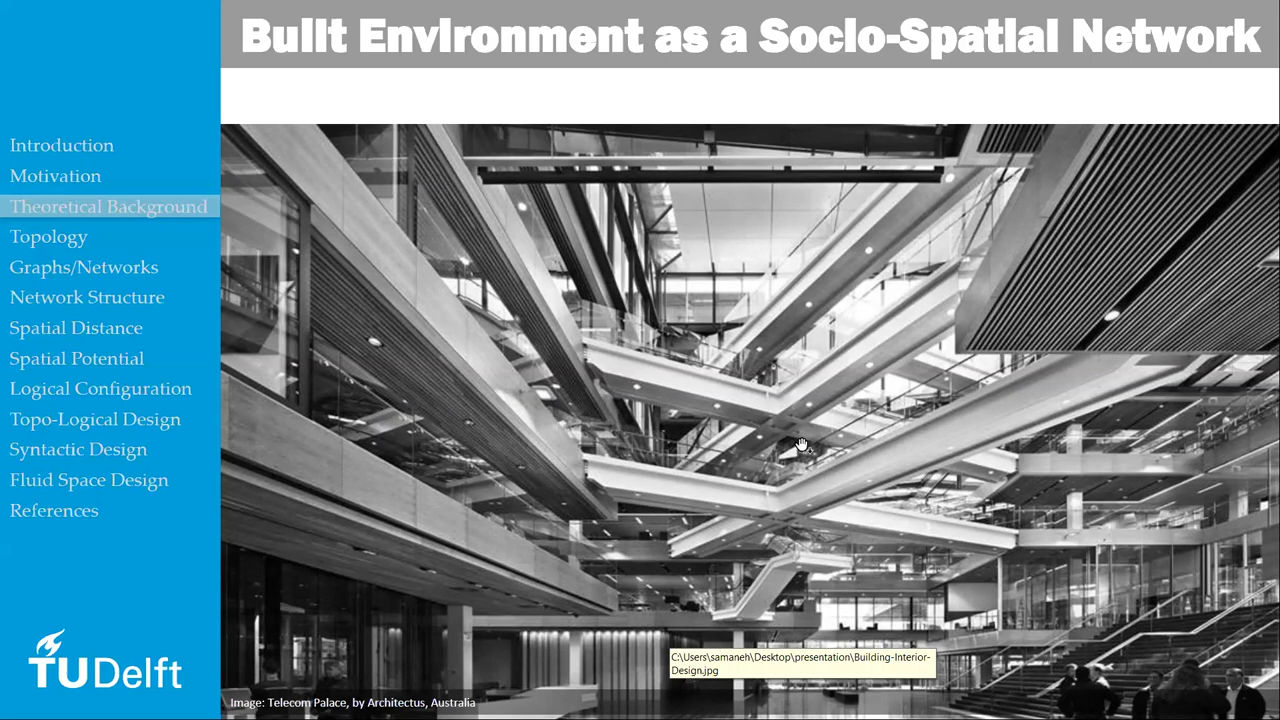 Built Environment as a Socio-Spatial Network
Introduction
Motivation
Theoretical Background
Topology
Graphs/Networks
Network Structure
Spatial Distance
Spatial Potential
Logical Configuration
Topo-Logical Design
Syntactic Design
Fluid Space Design
References
TUDelft
C:\Users\samaneh\Desktop\presentation\Building-Interior-
Design.jpg
Image: Telecom Palace, by Architectus, Australia